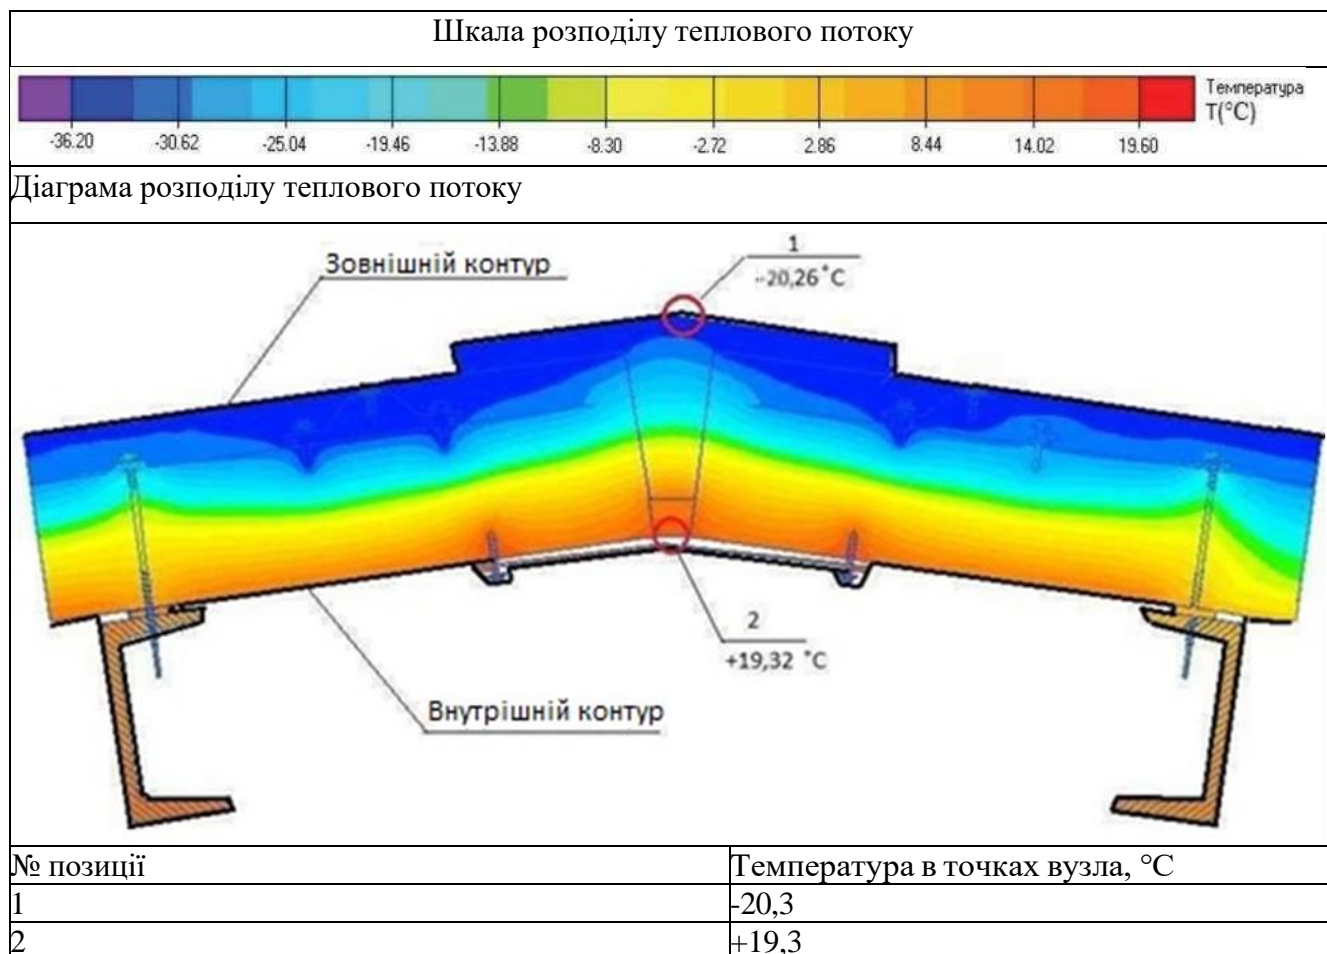 Шкала розподілу теплового потоку
Температура
T(°C)
-36.20 -30.62 -25.04 -19.46 -13.88 -8.30 -2.72 2.86 8.44 14.02 19.60
Діаграма розподілу теплового потоку
Зовнішній контур
1
-20,26˚C
2
+19,32 ˚C
Внутрішній контур
№ позиції Температура в точках вузла, °C
1 -20,3
2 +19,3